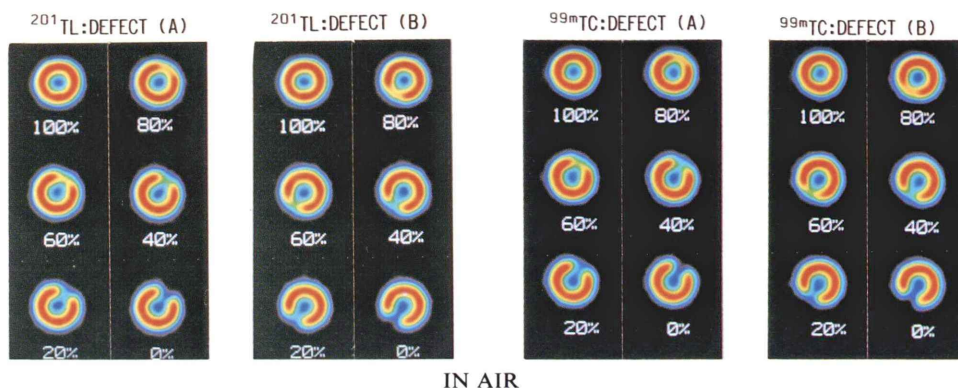 ²⁰¹TL:DEFECT (A) ²⁰¹TL:DEFECT (B) ⁹⁹ᵐTC:DEFECT (A) ⁹⁹ᵐTC:DEFECT (B)
100% 80% 100% 80% 100% 80% 100% 80%
60% 40% 60% 40% 60% 40% 60% 40%
20% 0% 20% 0% 20% 0% 20% 0%
IN AIR